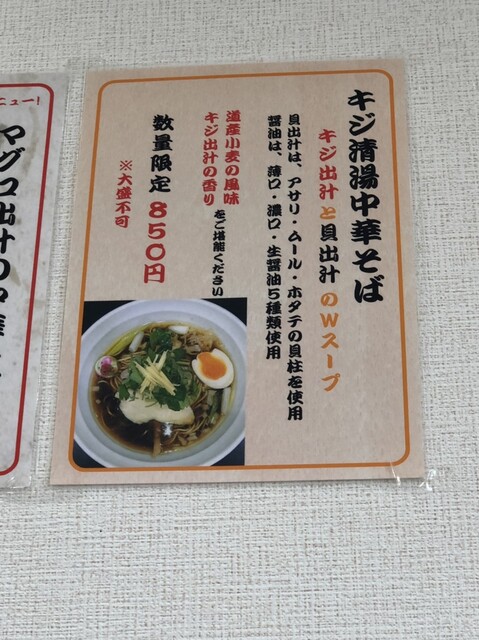 キジ清湯中華そば
キジ出汁と貝出汁のWスープ
貝出汁は、アサリ・ムール・ホタテの貝柱を使用
醤油は、薄口・濃口・生醤油5種類使用
道産小麦の風味
キジ出汁の香り
をご堪能ください
数量限定 850円
※大盛不可
ニュー!
マグロ出汁の中華